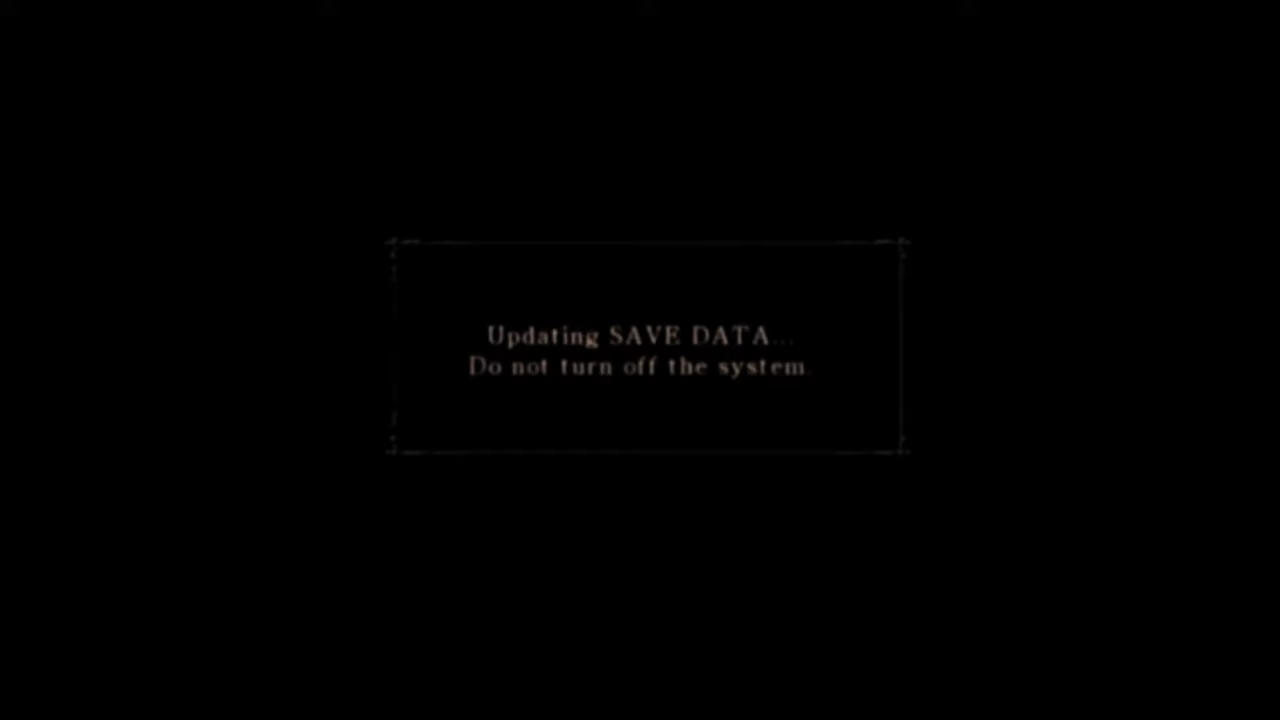 Updating SAVE DATA...
Do not turn off the system.